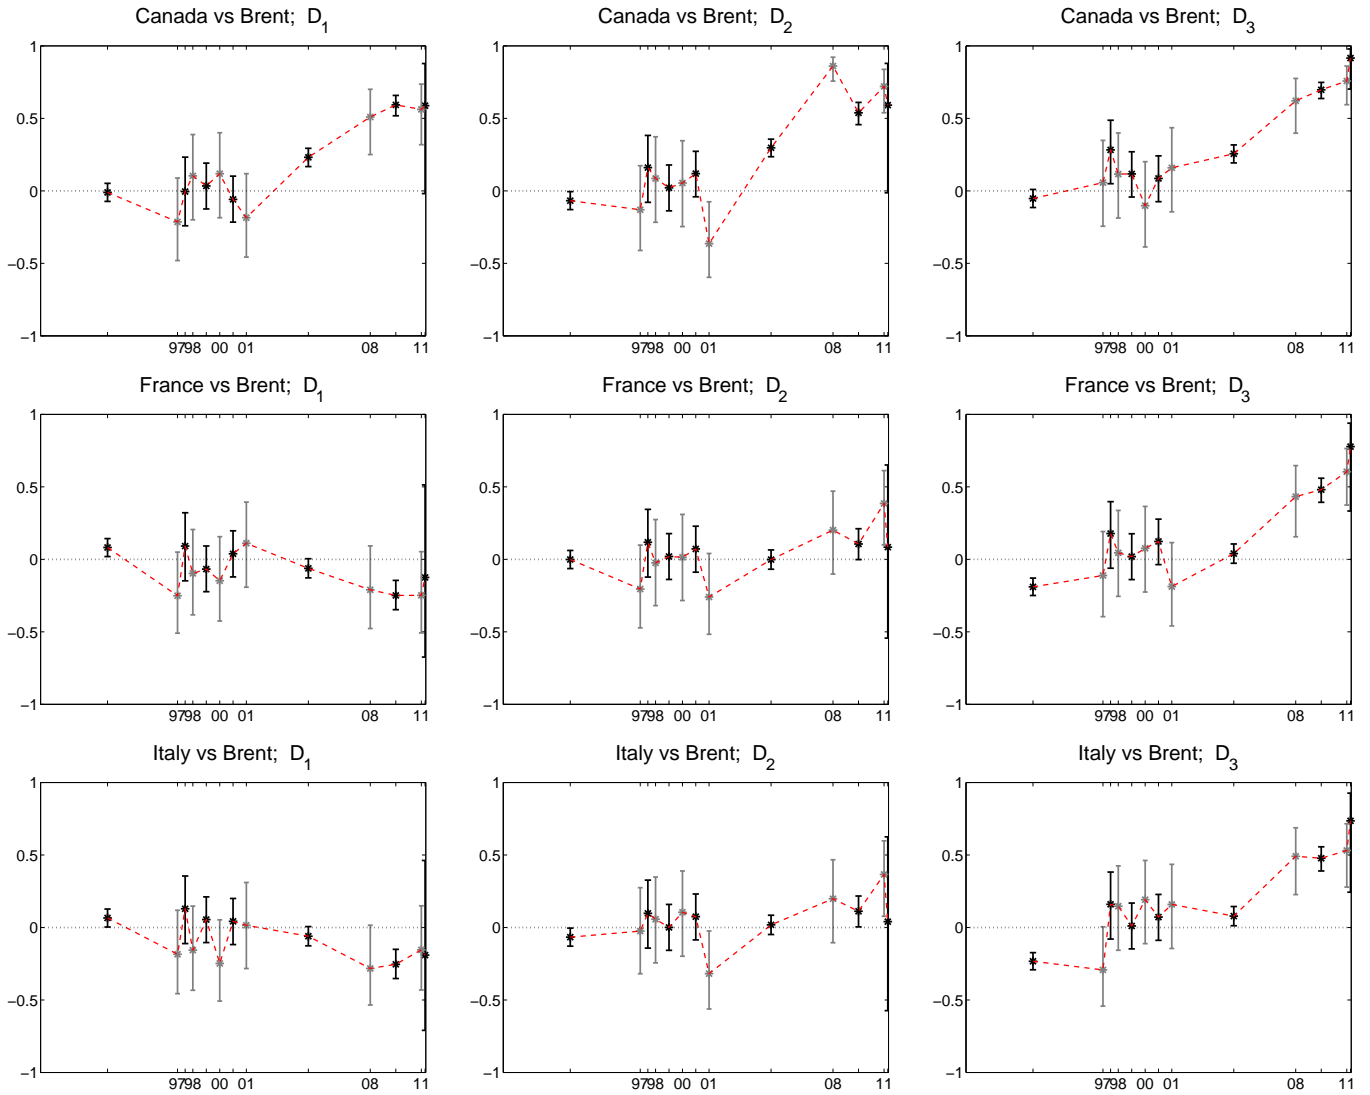 Canada vs Brent; D1
1
0.5
0
−0.5
−1
9798 00 01 08 11
Canada vs Brent; D2
1
0.5
0
−0.5
−1
9798 00 01 08 11
Canada vs Brent; D3
1
0.5
0
−0.5
−1
9798 00 01 08 11
France vs Brent; D1
1
0.5
0
−0.5
−1
9798 00 01 08 11
France vs Brent; D2
1
0.5
0
−0.5
−1
9798 00 01 08 11
France vs Brent; D3
1
0.5
0
−0.5
−1
9798 00 01 08 11
Italy vs Brent; D1
1
0.5
0
−0.5
−1
9798 00 01 08 11
Italy vs Brent; D2
1
0.5
0
−0.5
−1
9798 00 01 08 11
Italy vs Brent; D3
1
0.5
0
−0.5
−1
9798 00 01 08 11